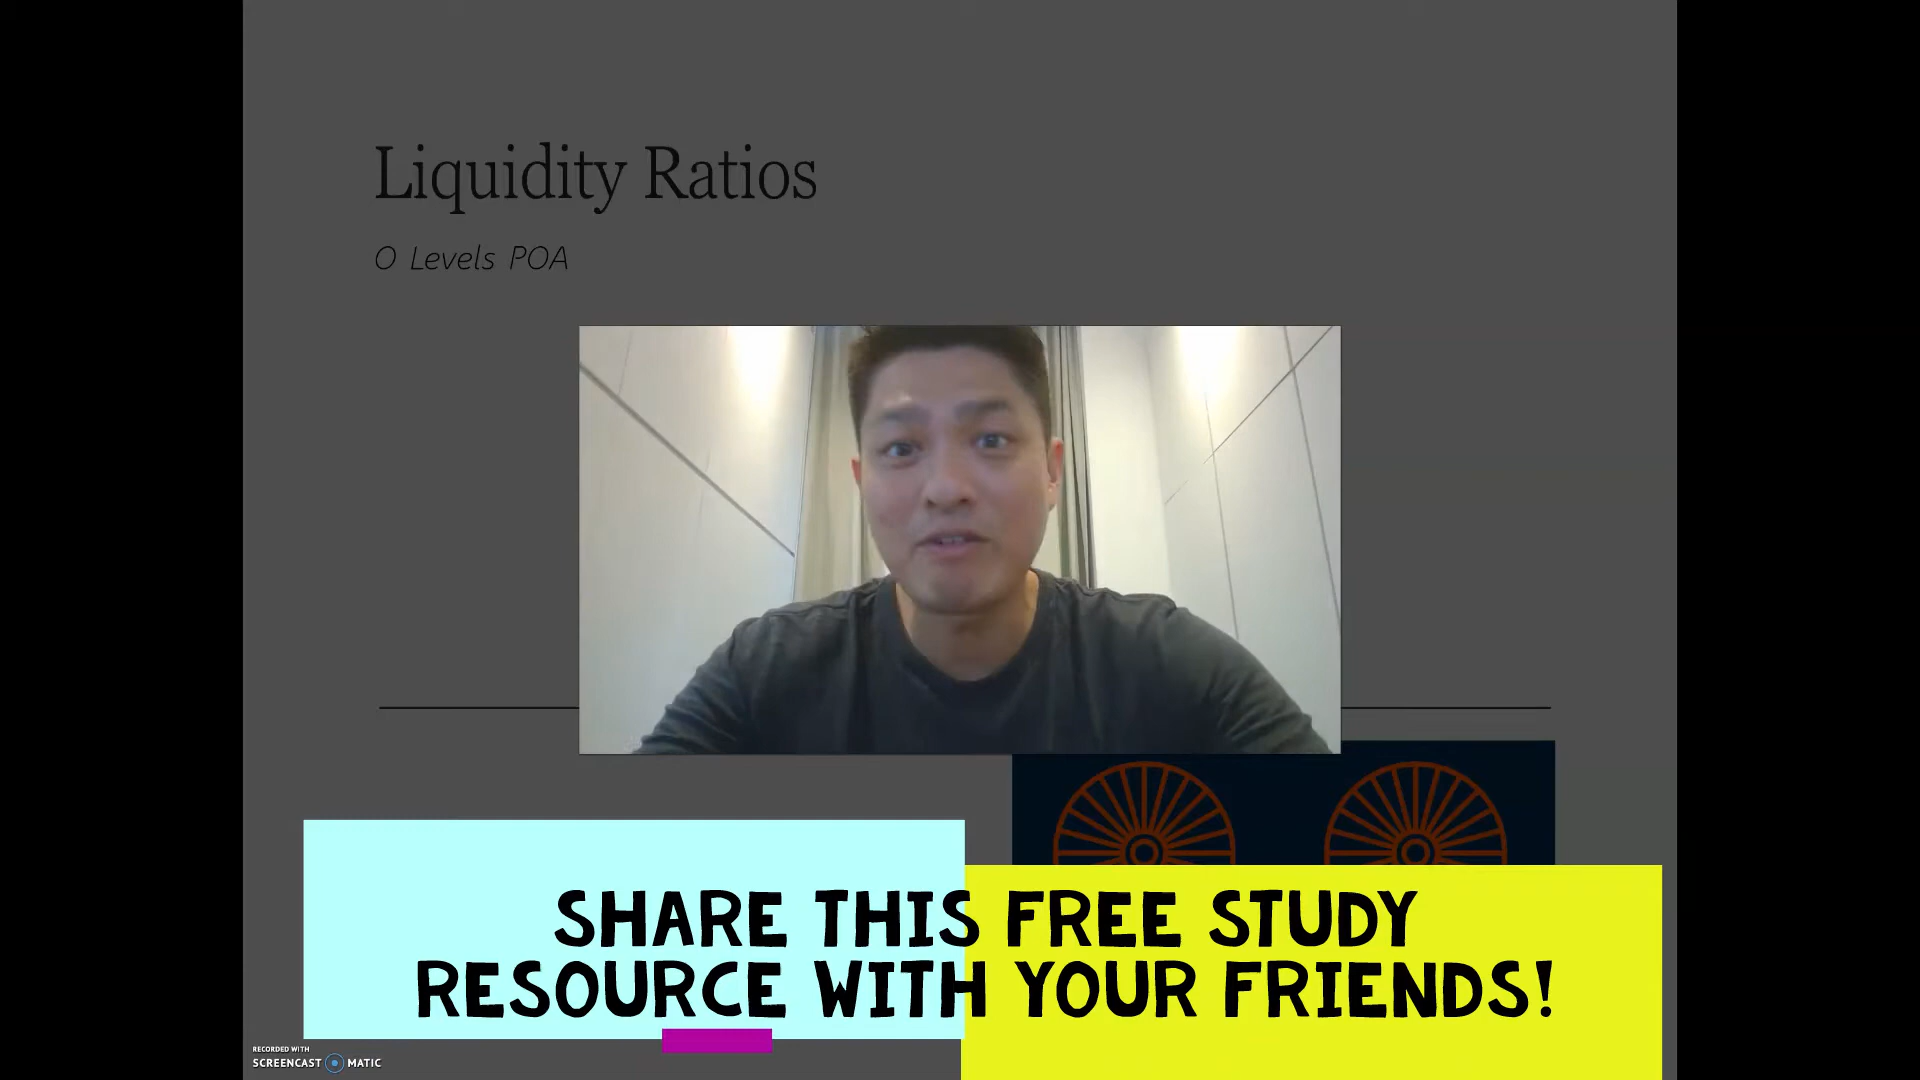 Liquidity Ratios
O Levels POA
SHARE THIS FREE STUDY
RESOURCE WITH YOUR FRIENDS!
RECORDED WITH
SCREENCAST MATIC